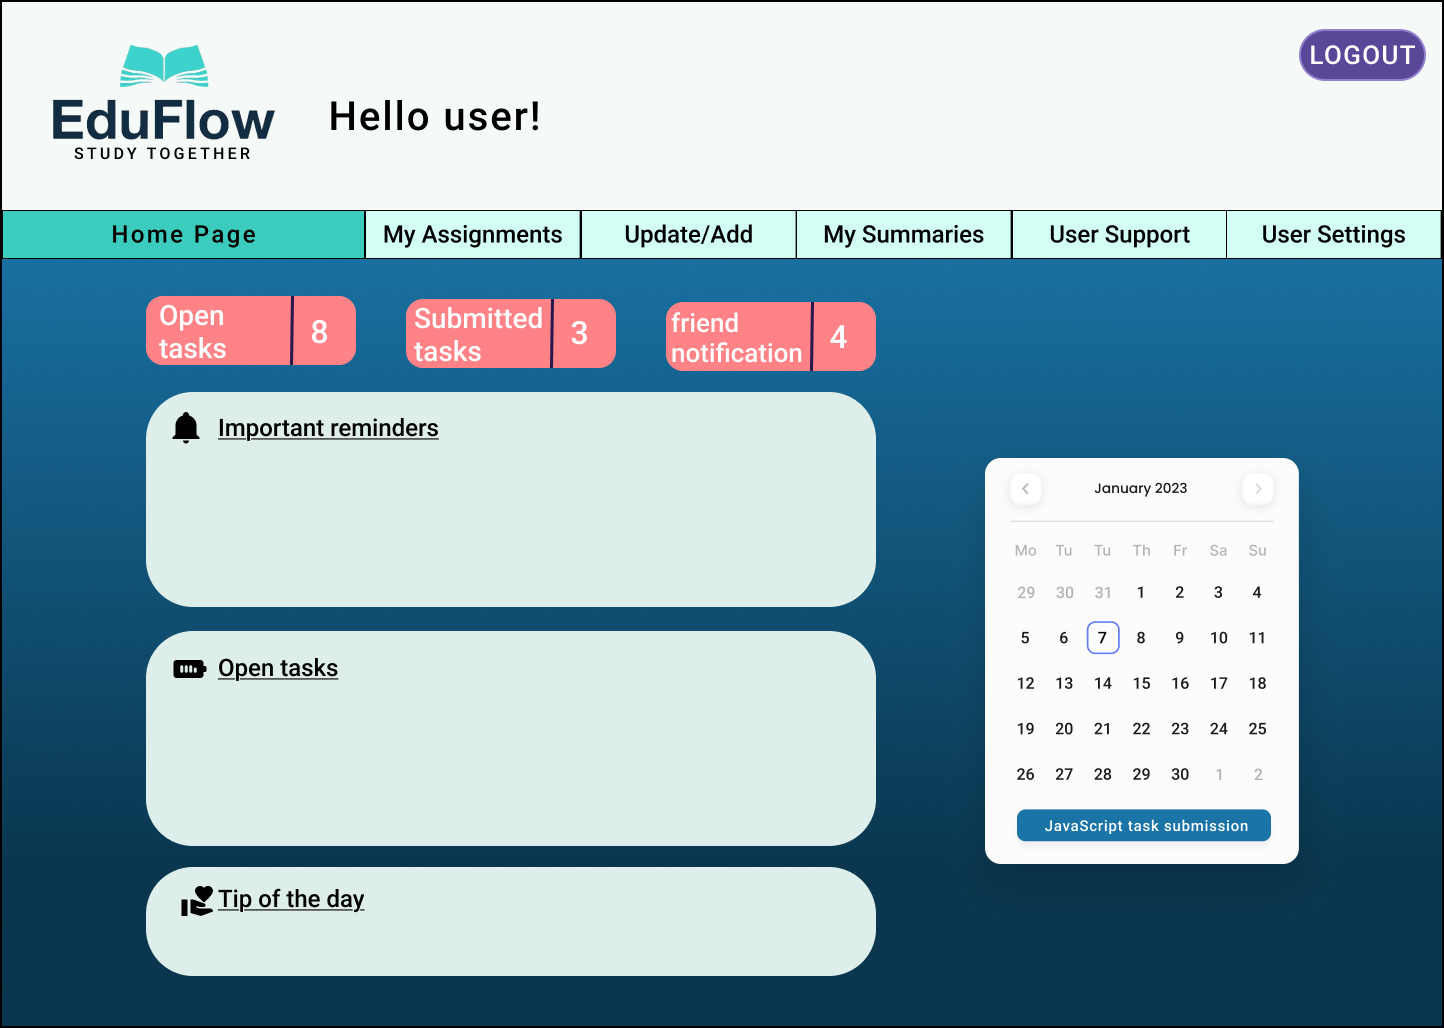 EduFlow
STUDY TOGETHER
Hello user!
LOGOUT
Home Page My Assignments Update/Add My Summaries User Support User Settings
Open
tasks
8
Submitted
tasks
3
friend
notification
4
Important reminders
Open tasks
Tip of the day
January 2023
Mo Tu Tu Th Fr Sa Su
29 30 31 1 2 3 4
5 6 7 8 9 10 11
12 13 14 15 16 17 18
19 20 21 22 23 24 25
26 27 28 29 30 1 2
JavaScript task submission